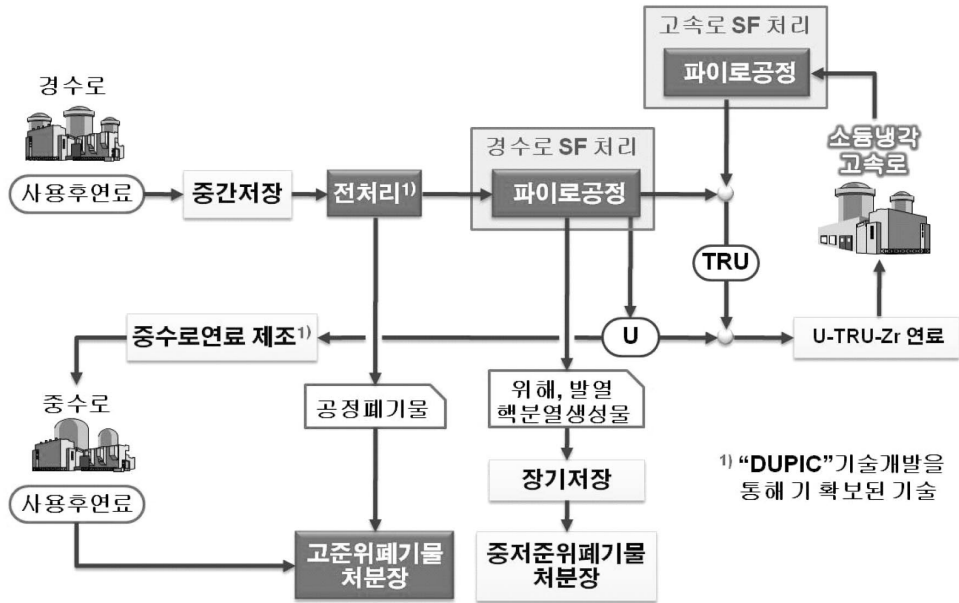 고속로 SF 처리
파이로공정
경수로
소듐냉각
고속로
경수로 SF 처리
사용후연료
중간저장
전처리1)
파이로공정
TRU
중수로연료 제조1)
U
U-TRU-Zr 연료
중수로
공정폐기물
위해, 발열
핵분열생성물
1) “DUPIC”기술개발을
통해 기 확보된 기술
장기저장
사용후연료
고준위폐기물
처분장
중저준위폐기물
처분장